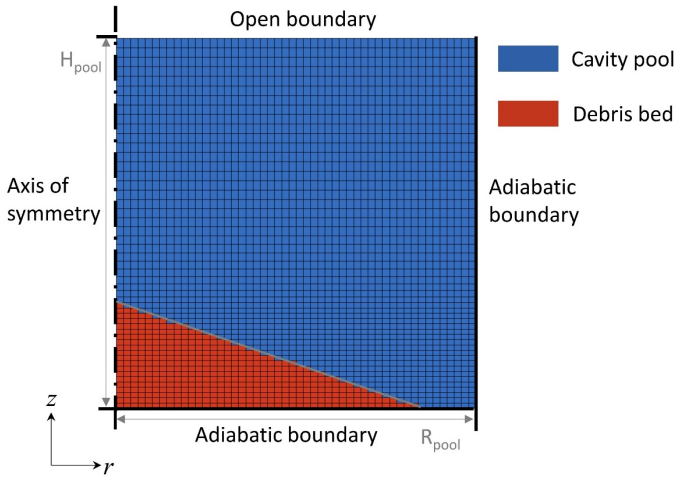 Open boundary
H_pool
Cavity pool
Debris bed
Axis of
symmetry
Adiabatic
boundary
z
Adiabatic boundary
R_pool
r